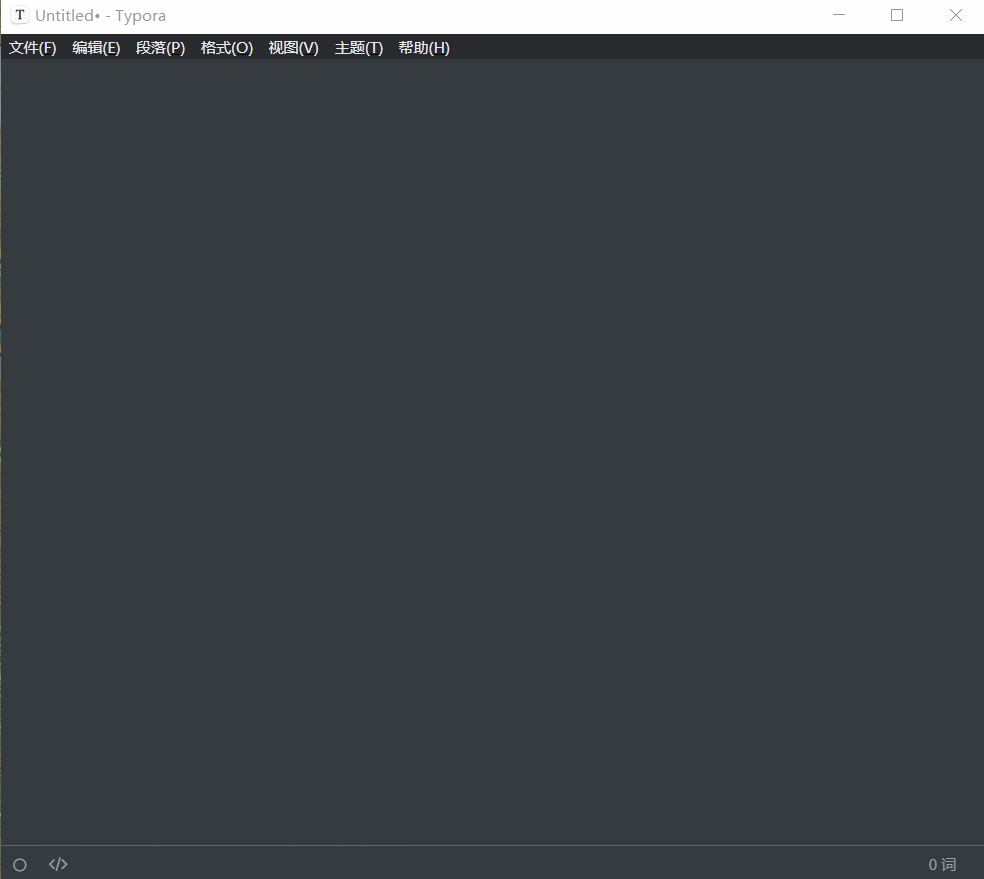 T Untitled• - Typora
文件(F) 编辑(E) 段落(P) 格式(O) 视图(V) 主题(T) 帮助(H)
</> 0 词